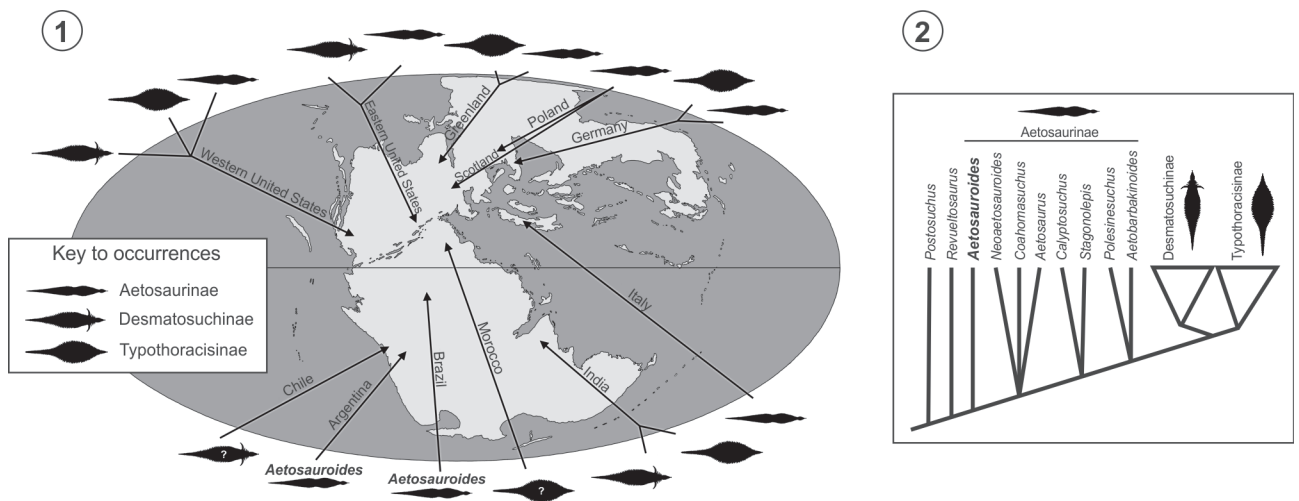 1
2
Western United States
Eastern United States
Greenland
Poland
Scotland
Germany
Italy
Morocco
India
Brazil
Argentina
Chile
Key to occurrences
Aetosaurinae
Desmatosuchinae
Typothoracisinae
?
Aetosauroides
Aetosauroides
?
Aetosaurinae
Postosuchus
Revueltosaurus
Aetosauroides
Neoaetosauroides
Coahomasuchus
Aetosaurus
Calyptosuchus
Stagonolepis
Polesinesuchus
Aetobarbakinoides
Desmatosuchinae
Typothoracisinae